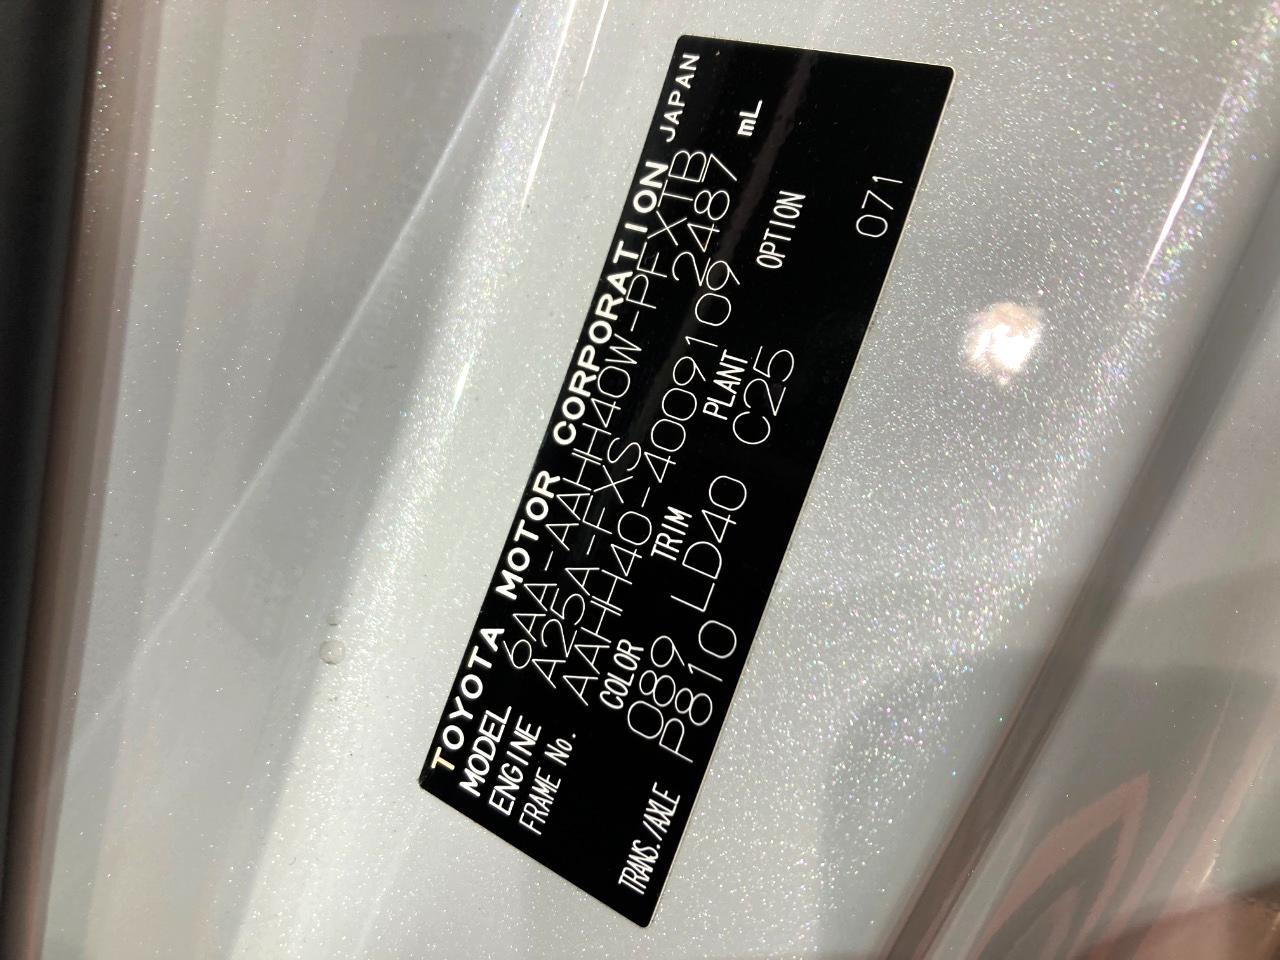 TOYOTA MOTOR CORPORATION JAPAN
MODEL 6AA-AAHH40W-PFXTB
ENGINE A25A-FXS 2487 mL
FRAME No. AAHH40-4009109
COLOR TRIM PLANT OPTION
089 LD40 C25
TRANS./AXLE P810 071